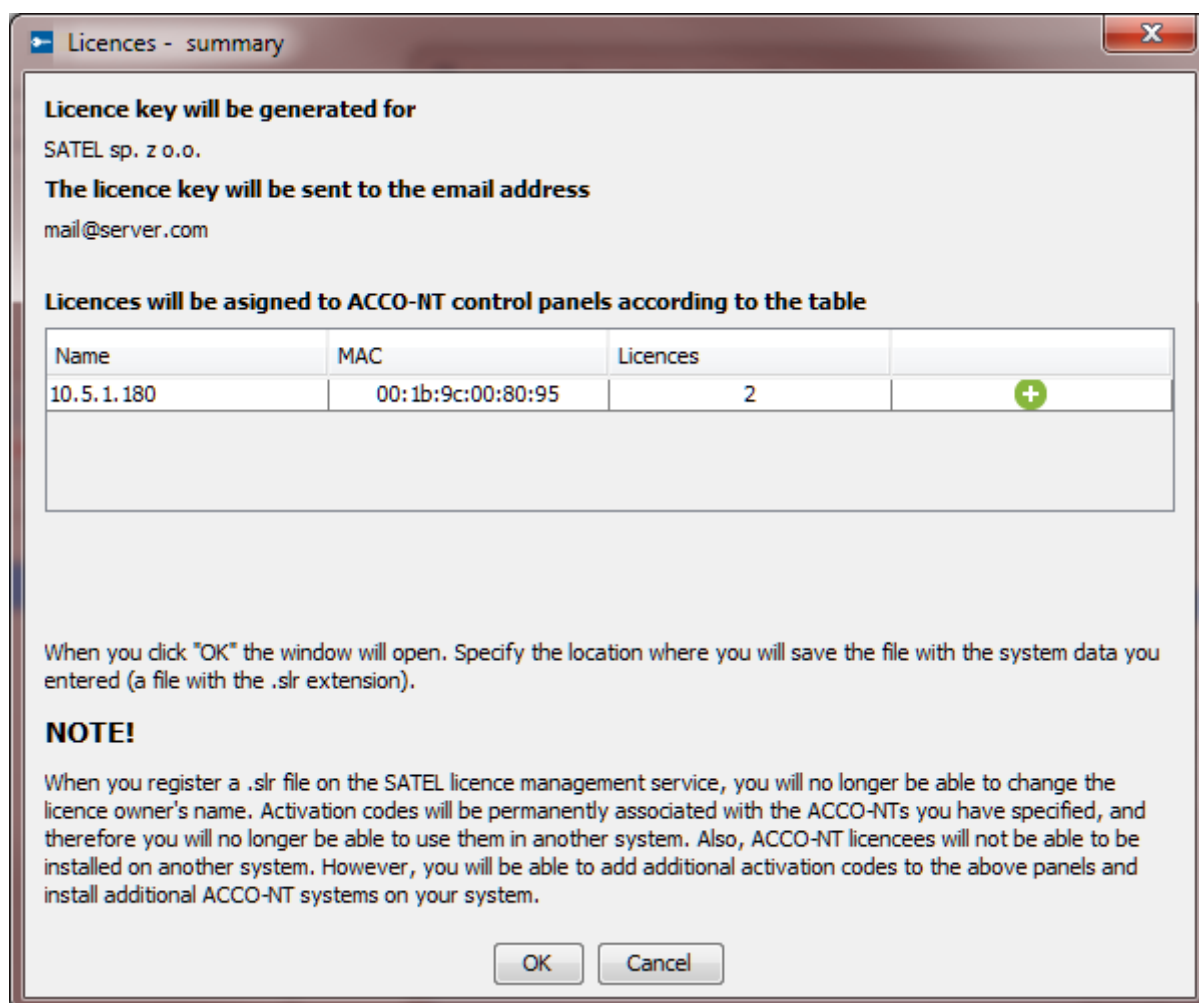 Licences - summary
Licence key will be generated for
SATEL sp. z o.o.
The licence key will be sent to the email address
mail@server.com
Licences will be asigned to ACCO-NT control panels according to the table
Name MAC Licences
10.5.1.180 00:1b:9c:00:80:95 2
When you click "OK" the window will open. Specify the location where you will save the file with the system data you
entered (a file with the .slr extension).
NOTE!
When you register a .slr file on the SATEL licence management service, you will no longer be able to change the
licence owner's name. Activation codes will be permanently associated with the ACCO-NTs you have specified, and
therefore you will no longer be able to use them in another system. Also, ACCO-NT licencees will not be able to be
installed on another system. However, you will be able to add additional activation codes to the above panels and
install additional ACCO-NT systems on your system.
OK Cancel